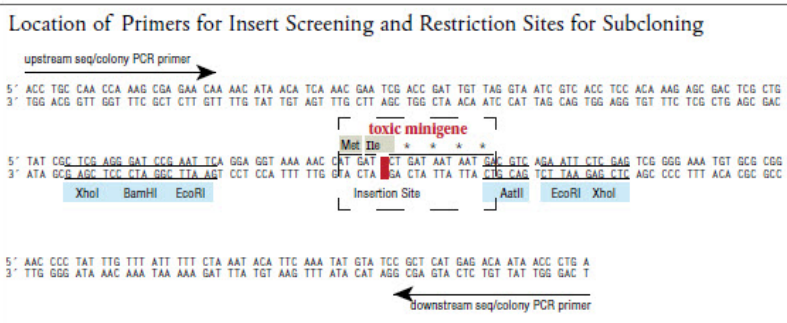 Location of Primers for Insert Screening and Restriction Sites for Subcloning
upstream seq/colony PCR primer
5´ ACC TGC CAA CCA AAG CGA GAA CAA AAC ATA ACA TCA AAC GAA TCG ACC GAT TGT TAG GTA ATC GTC ACC TCC ACA AAG AGC GAC TCG CTG
3´ TGG ACG GTT GGT TTC GCT CTT GTT TTG TAT TGT AGT TTG CTT AGC TGG CTA ACA ATC CAT TAG CAG TGG AGG TGT TTC TCG CTG AGC GAC
toxic minigene
Met Ile * * * *
5´ TAT CGC TCG AGG GAT CCG AAT TCA GGA GGT AAA AAC CAT GAT CT GAT AAT AAT GAC GTC AGA ATT CTC GAG TCG GGG AAA TGT GCG CGG
3´ ATA GCG AGC TCC CTA GGC TTA AGT CCT CCA TTT TTG GTA CTA GA CTA TTA TTA CTG CAG TCT TAA GAG CTC AGC CCC TTT ACA CGC GCC
XhoI BamHI EcoRI Insertion Site AatII EcoRI XhoI
5´ AAC CCC TAT TTG TTT ATT TTT CTA AAT ACA TTC AAA TAT GTA TCC GCT CAT GAG ACA ATA ACC CTG A
3´ TTG GGG ATA AAC AAA TAA AAA GAT TTA TGT AAG TTT ATA CAT AGG CGA GTA CTC TGT TAT TGG GAC T
downstream seq/colony PCR primer